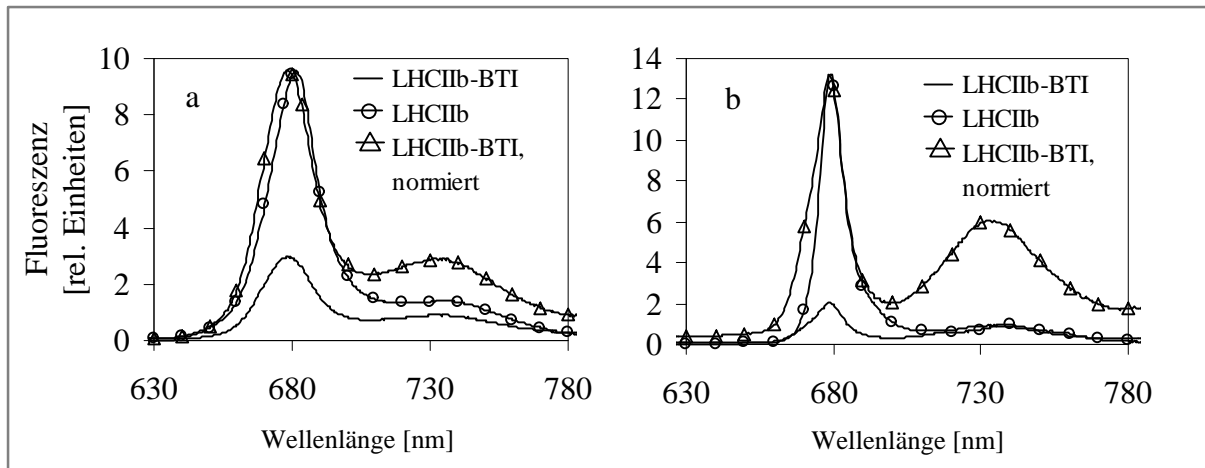 Fluoreszenz
[rel. Einheiten]
10
8
6
4
2
0
a
LHCIIb-BTI
LHCIIb
LHCIIb-BTI,
normiert
630
680
730
780
Wellenlänge [nm]
14
12
10
8
6
4
2
0
b
LHCIIb-BTI
LHCIIb
LHCIIb-BTI,
normiert
630
680
730
780
Wellenlänge [nm]